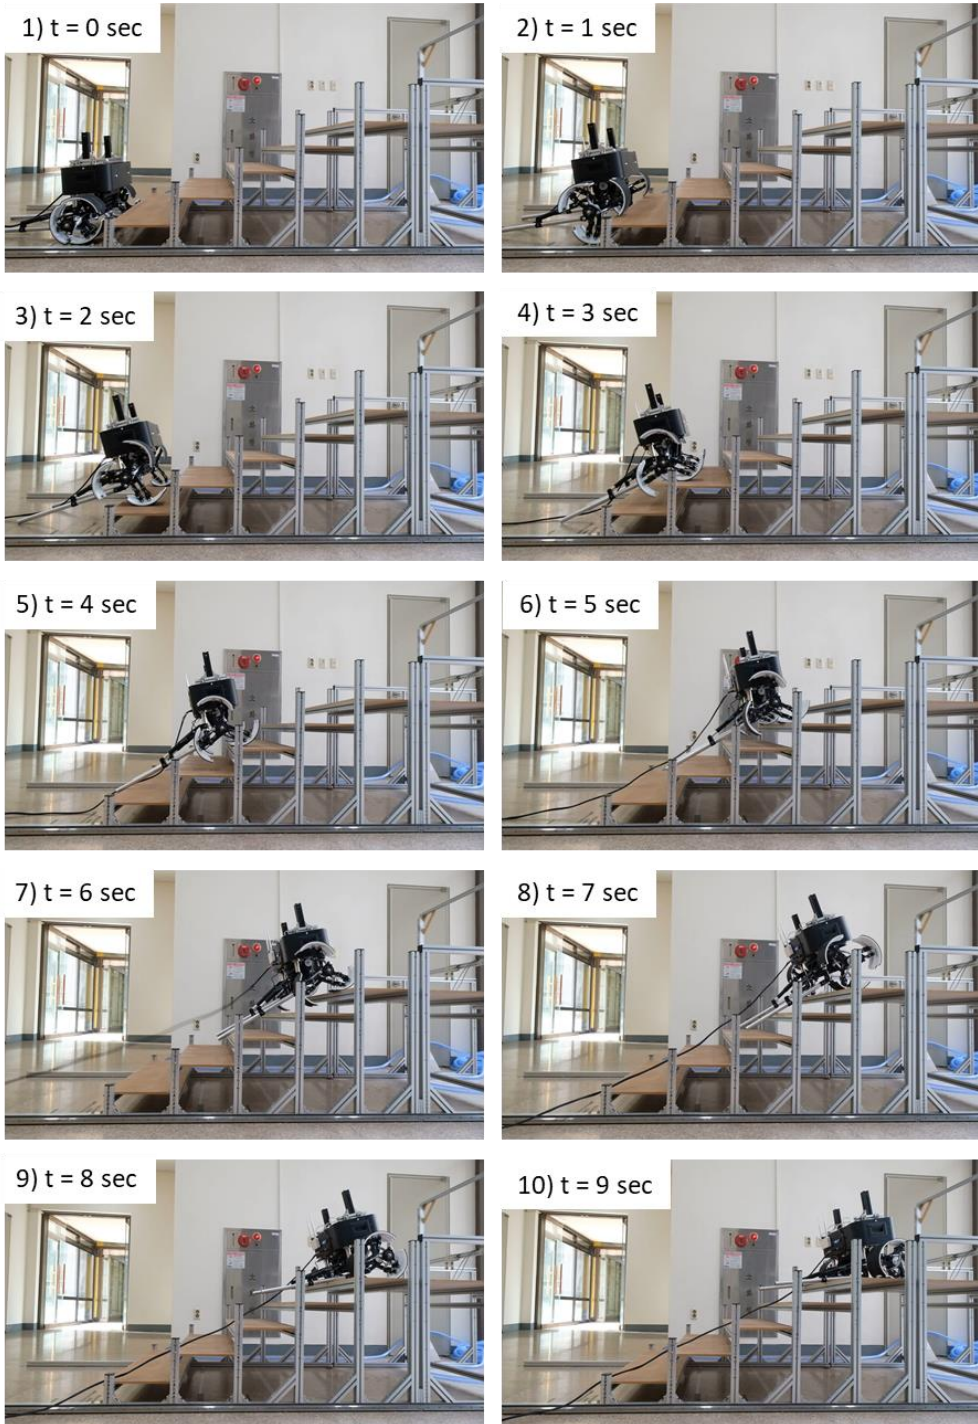 1) t = 0 sec
2) t = 1 sec
3) t = 2 sec
4) t = 3 sec
5) t = 4 sec
6) t = 5 sec
7) t = 6 sec
8) t = 7 sec
9) t = 8 sec
10) t = 9 sec